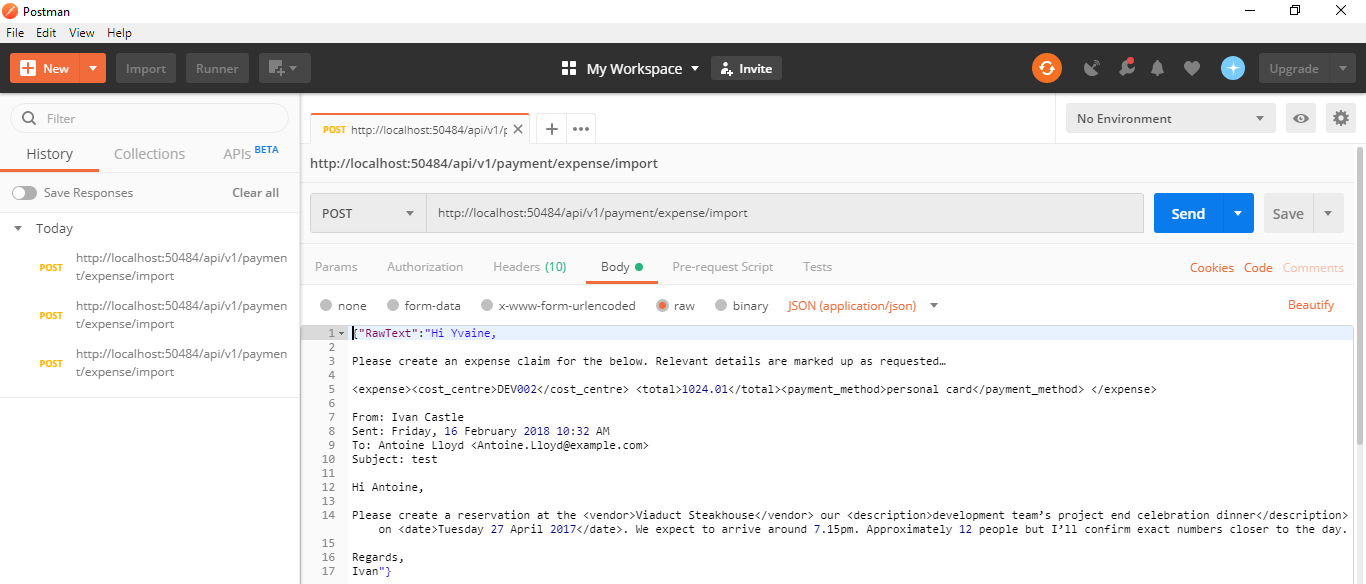 Postman
File Edit View Help
New Import Runner My Workspace Invite Upgrade
Filter
History Collections APIs BETA
Save Responses Clear all
Today
POST http://localhost:50484/api/v1/paymen
t/expense/import
POST http://localhost:50484/api/v1/paymen
t/expense/import
POST http://localhost:50484/api/v1/paymen
t/expense/import
POST http://localhost:50484/api/v1/p
No Environment
http://localhost:50484/api/v1/payment/expense/import
POST http://localhost:50484/api/v1/payment/expense/import Send Save
Params Authorization Headers (10) Body Pre-request Script Tests Cookies Code Comments
none form-data x-www-form-urlencoded raw binary JSON (application/json) Beautify
1 {"RawText":"Hi Yvaine,
2
3 Please create an expense claim for the below. Relevant details are marked up as requested…
4
5 <expense><cost_centre>DEV002</cost_centre> <total>1024.01</total><payment_method>personal card</payment_method> </expense>
6
7 From: Ivan Castle
8 Sent: Friday, 16 February 2018 10:32 AM
9 To: Antoine Lloyd <Antoine.Lloyd@example.com>
10 Subject: test
11
12 Hi Antoine,
13
14 Please create a reservation at the <vendor>Viaduct Steakhouse</vendor> our <description>development team’s project end celebration dinner</description>
on <date>Tuesday 27 April 2017</date>. We expect to arrive around 7.15pm. Approximately 12 people but I’ll confirm exact numbers closer to the day.
15
16 Regards,
17 Ivan"}